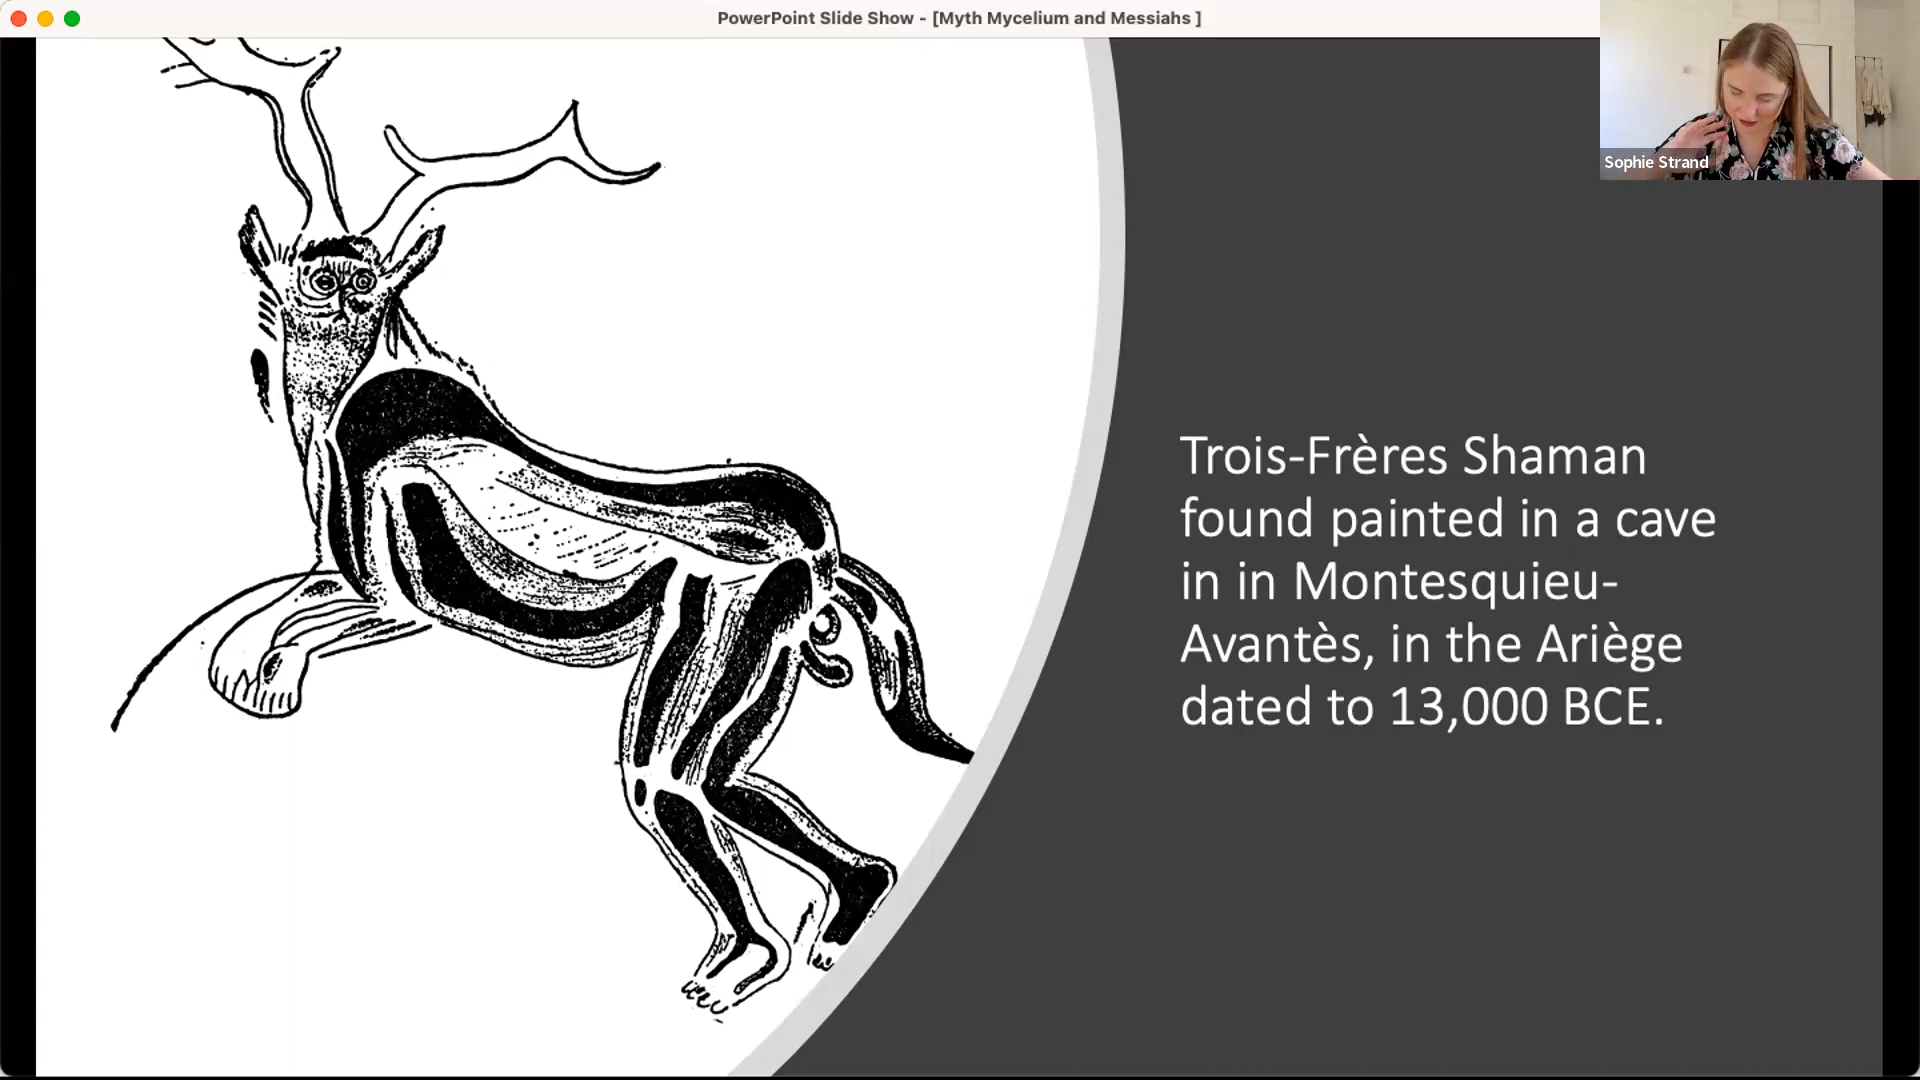 PowerPoint Slide Show - [Myth Mycelium and Messiahs ]
Sophie Strand
Trois-Frères Shaman
found painted in a cave
in in Montesquieu-
Avantès, in the Ariège
dated to 13,000 BCE.